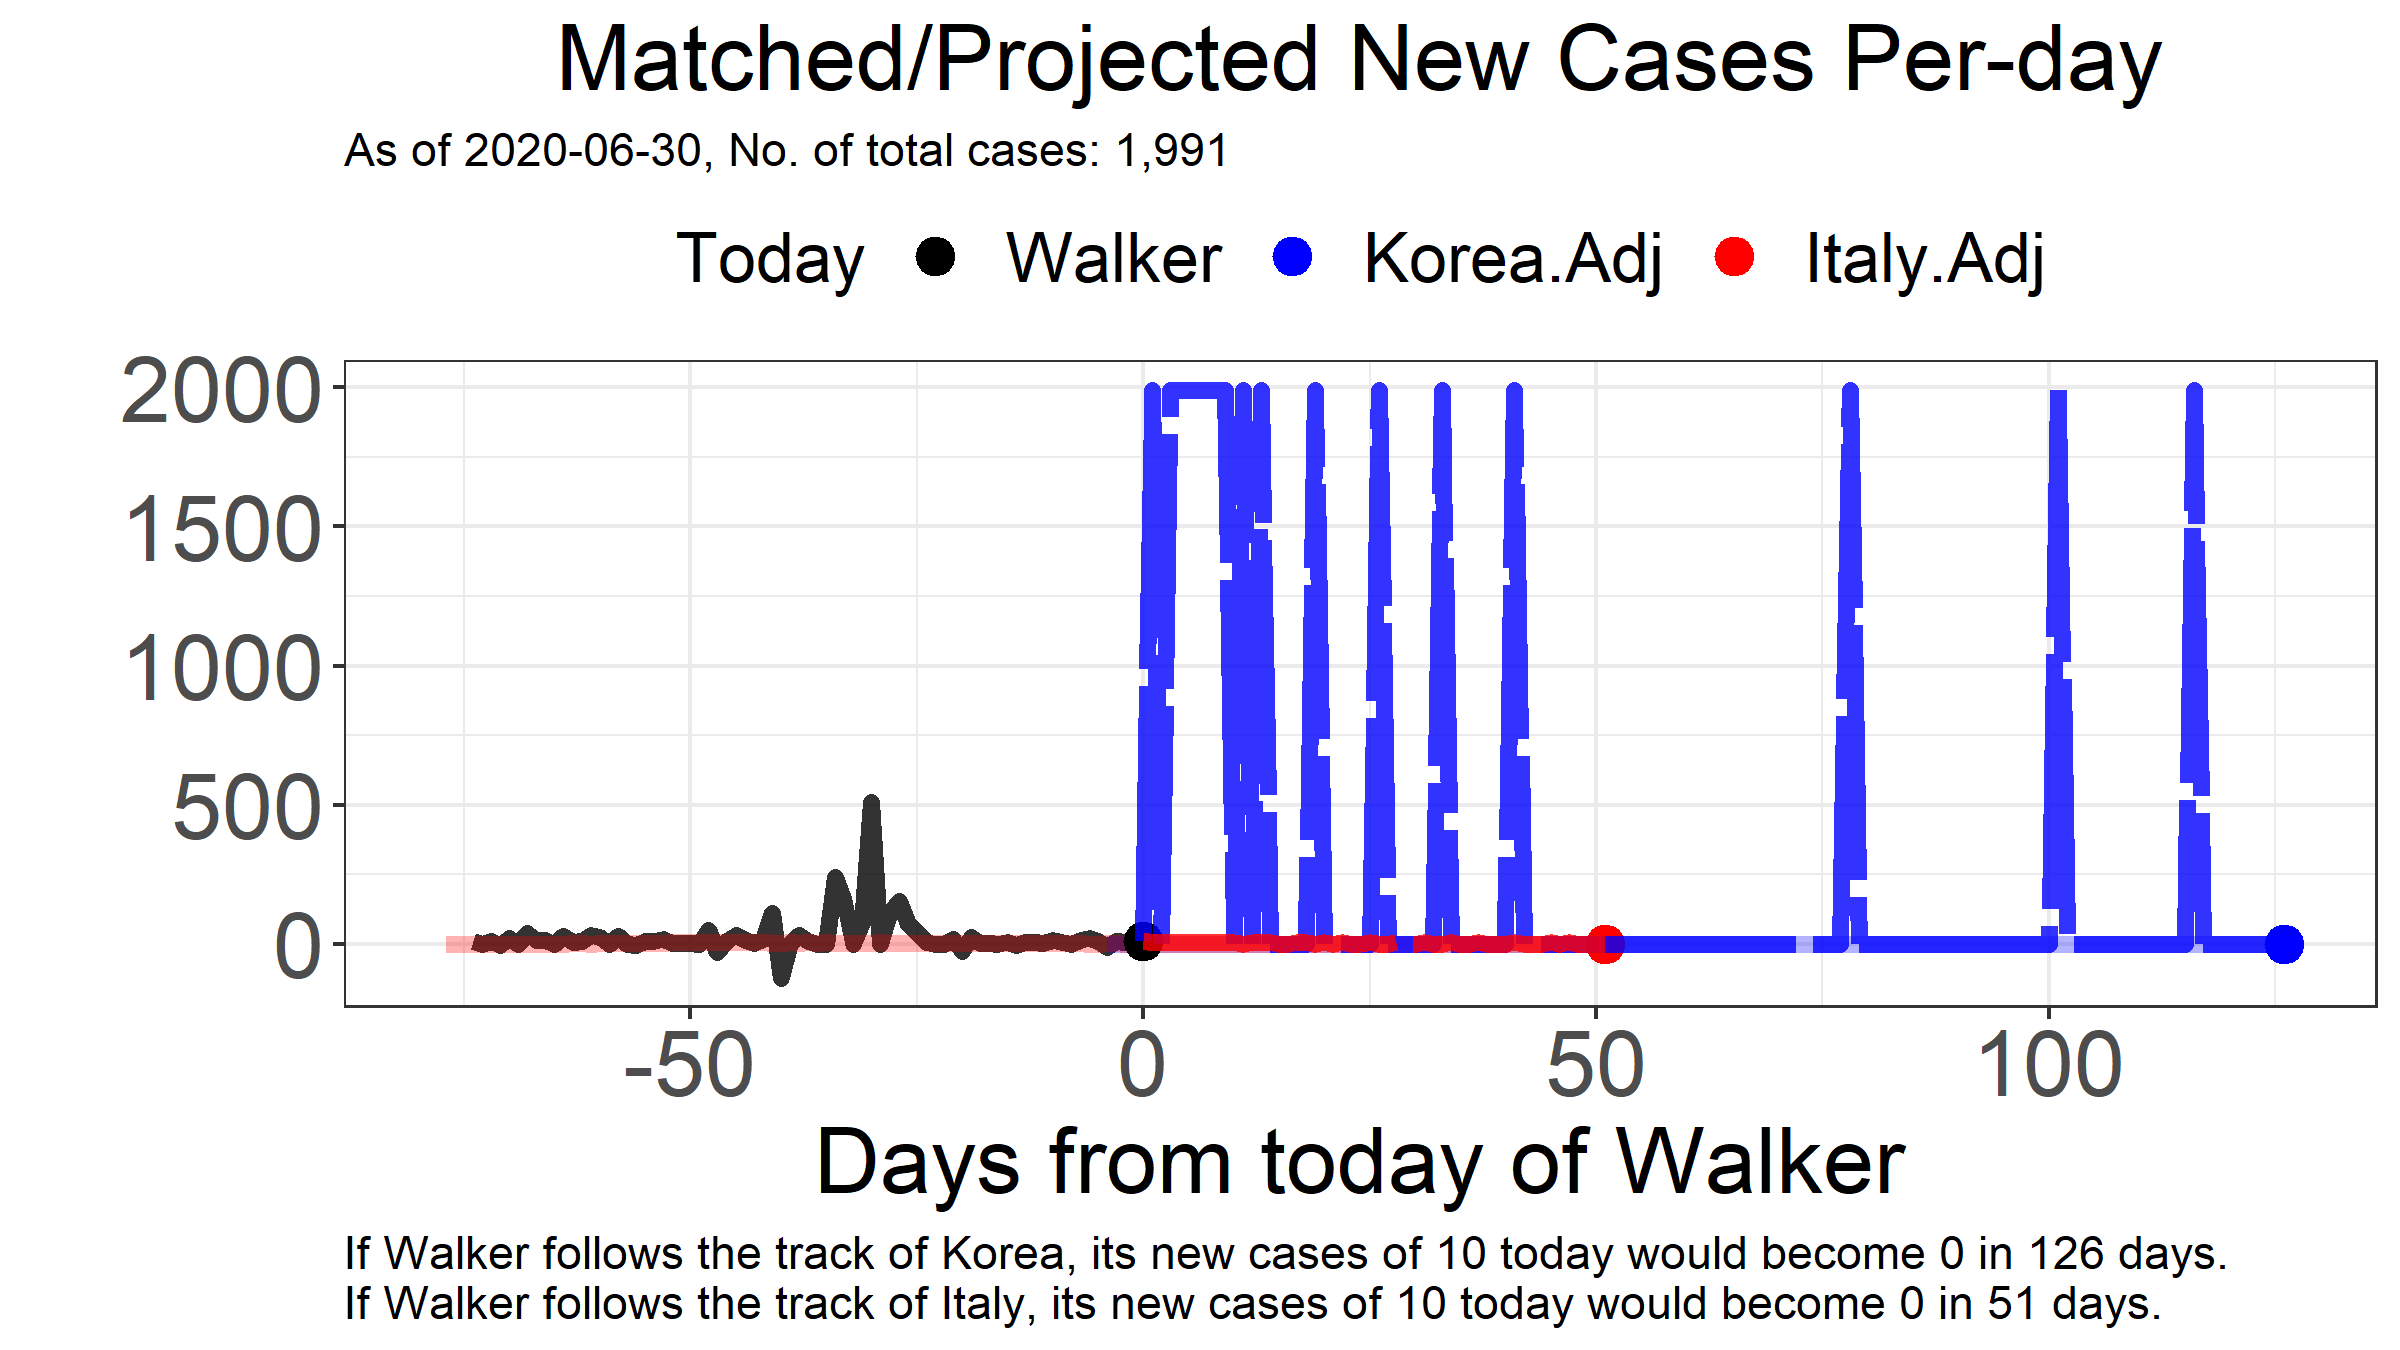 Matched/Projected New Cases Per-day
As of 2020-06-30, No. of total cases: 1,991
Today Walker Korea.Adj Italy.Adj
2000
1500
1000
500
0
-50 0 50 100
Days from today of Walker
If Walker follows the track of Korea, its new cases of 10 today would become 0 in 126 days.
If Walker follows the track of Italy, its new cases of 10 today would become 0 in 51 days.